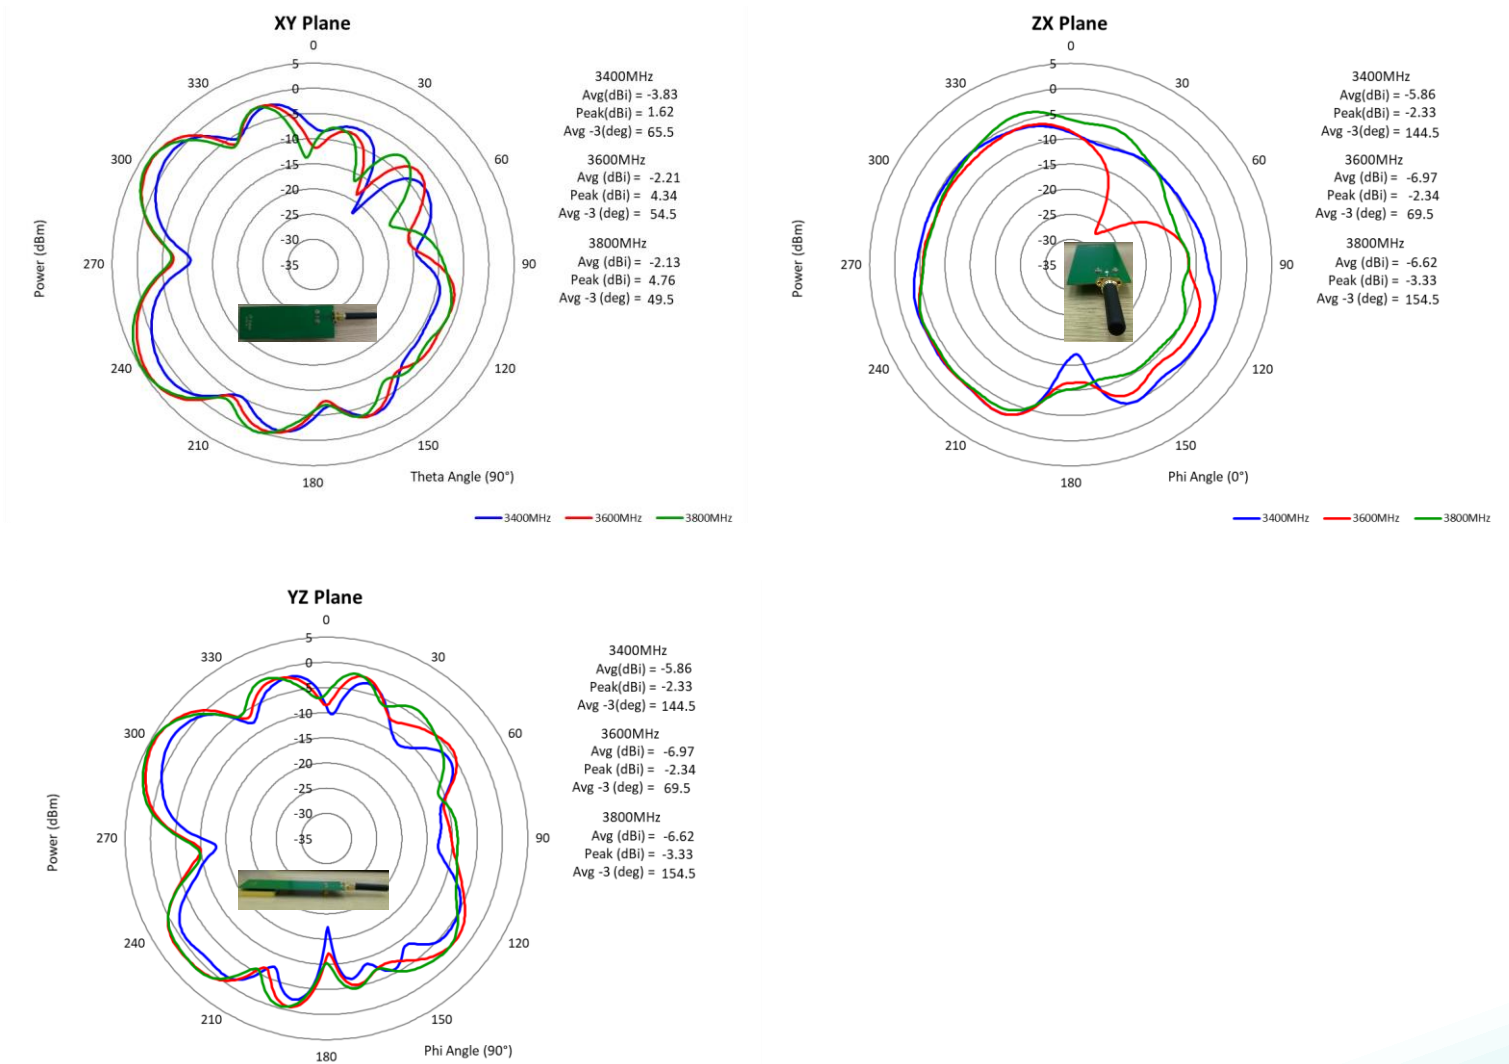 XY Plane
0
330
30
300
60
270
90
240
120
210
150
180
5
0
-5
-10
-15
-20
-25
-30
-35
Power (dBm)
Theta Angle (90°)
3400MHz
Avg(dBi) = -3.83
Peak(dBi) = 1.62
Avg -3(deg) = 65.5
3600MHz
Avg (dBi) = -2.21
Peak (dBi) = 4.34
Avg -3 (deg) = 54.5
3800MHz
Avg (dBi) = -2.13
Peak (dBi) = 4.76
Avg -3 (deg) = 49.5
3400MHz 3600MHz 3800MHz
ZX Plane
0
330
30
300
60
270
90
240
120
210
150
180
5
0
-5
-10
-15
-20
-25
-30
-35
Power (dBm)
Phi Angle (0°)
3400MHz
Avg(dBi) = -5.86
Peak(dBi) = -2.33
Avg -3(deg) = 144.5
3600MHz
Avg (dBi) = -6.97
Peak (dBi) = -2.34
Avg -3 (deg) = 69.5
3800MHz
Avg (dBi) = -6.62
Peak (dBi) = -3.33
Avg -3 (deg) = 154.5
3400MHz 3600MHz 3800MHz
YZ Plane
0
330
30
300
60
270
90
240
120
210
150
180
5
0
-5
-10
-15
-20
-25
-30
-35
Power (dBm)
Phi Angle (90°)
3400MHz
Avg(dBi) = -5.86
Peak(dBi) = -2.33
Avg -3(deg) = 144.5
3600MHz
Avg (dBi) = -6.97
Peak (dBi) = -2.34
Avg -3 (deg) = 69.5
3800MHz
Avg (dBi) = -6.62
Peak (dBi) = -3.33
Avg -3 (deg) = 154.5